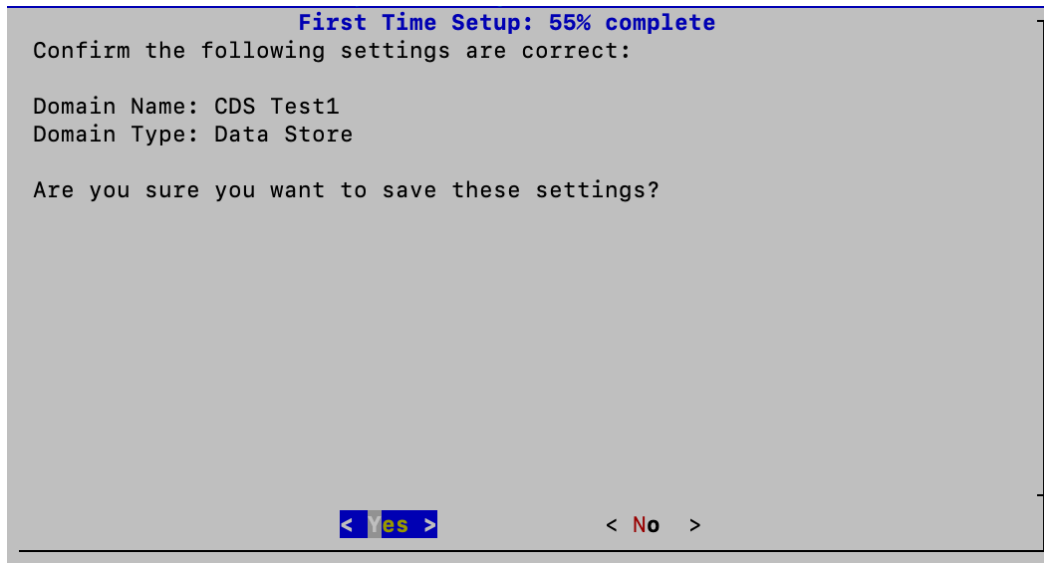 First Time Setup: 55% complete
Confirm the following settings are correct:
Domain Name: CDS Test1
Domain Type: Data Store
Are you sure you want to save these settings?
< Yes > < No >